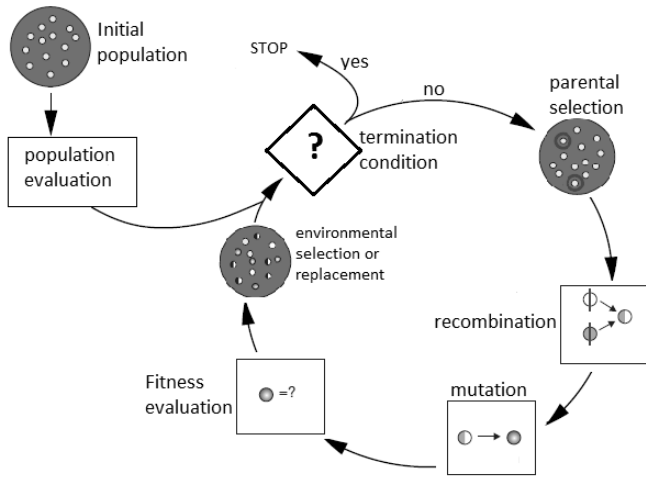 Initial
population
population
evaluation
STOP
yes
no
?
termination
condition
parental
selection
recombination
mutation
Fitness
evaluation
=?
environmental
selection or
replacement